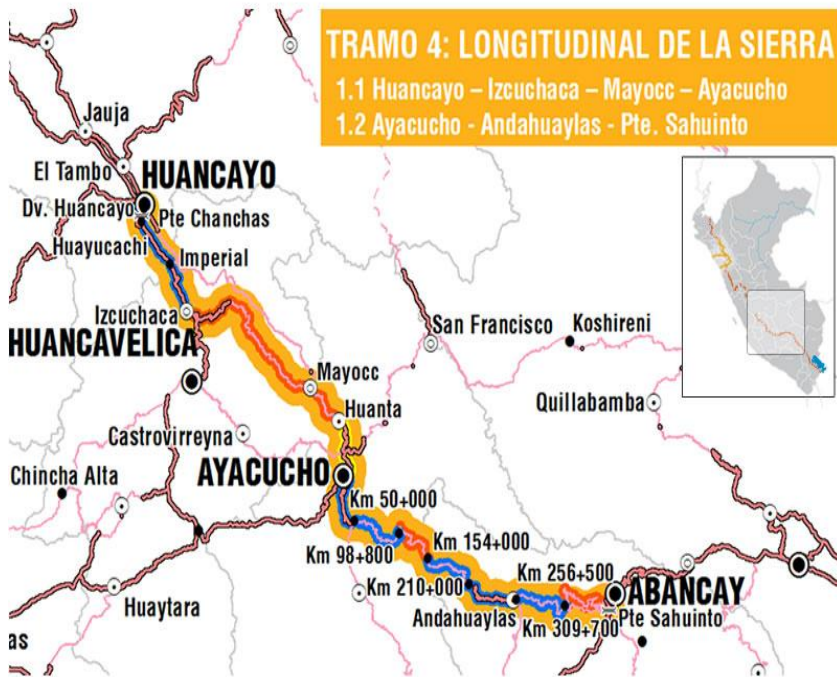 TRAMO 4: LONGITUDINAL DE LA SIERRA
1.1 Huancayo – Izcuchaca – Mayocc – Ayacucho
1.2 Ayacucho - Andahuaylas - Pte. Sahuinto
Jauja
El Tambo
HUANCAYO
Dv. Huancayo
Pte Chanchas
Huayucachi
Imperial
Izcuchaca
San Francisco
Koshireni
HUANCAVELICA
Mayocc
Huanta
Quillabamba
Castrovirreyna
AYACUCHO
Chincha Alta
Km 50+000
Km 98+800
Km 154+000
Km 210+000
Km 256+500
ABANCAY
Huaytara
Andahuaylas
Km 309+700
Pte Sahuinto
as